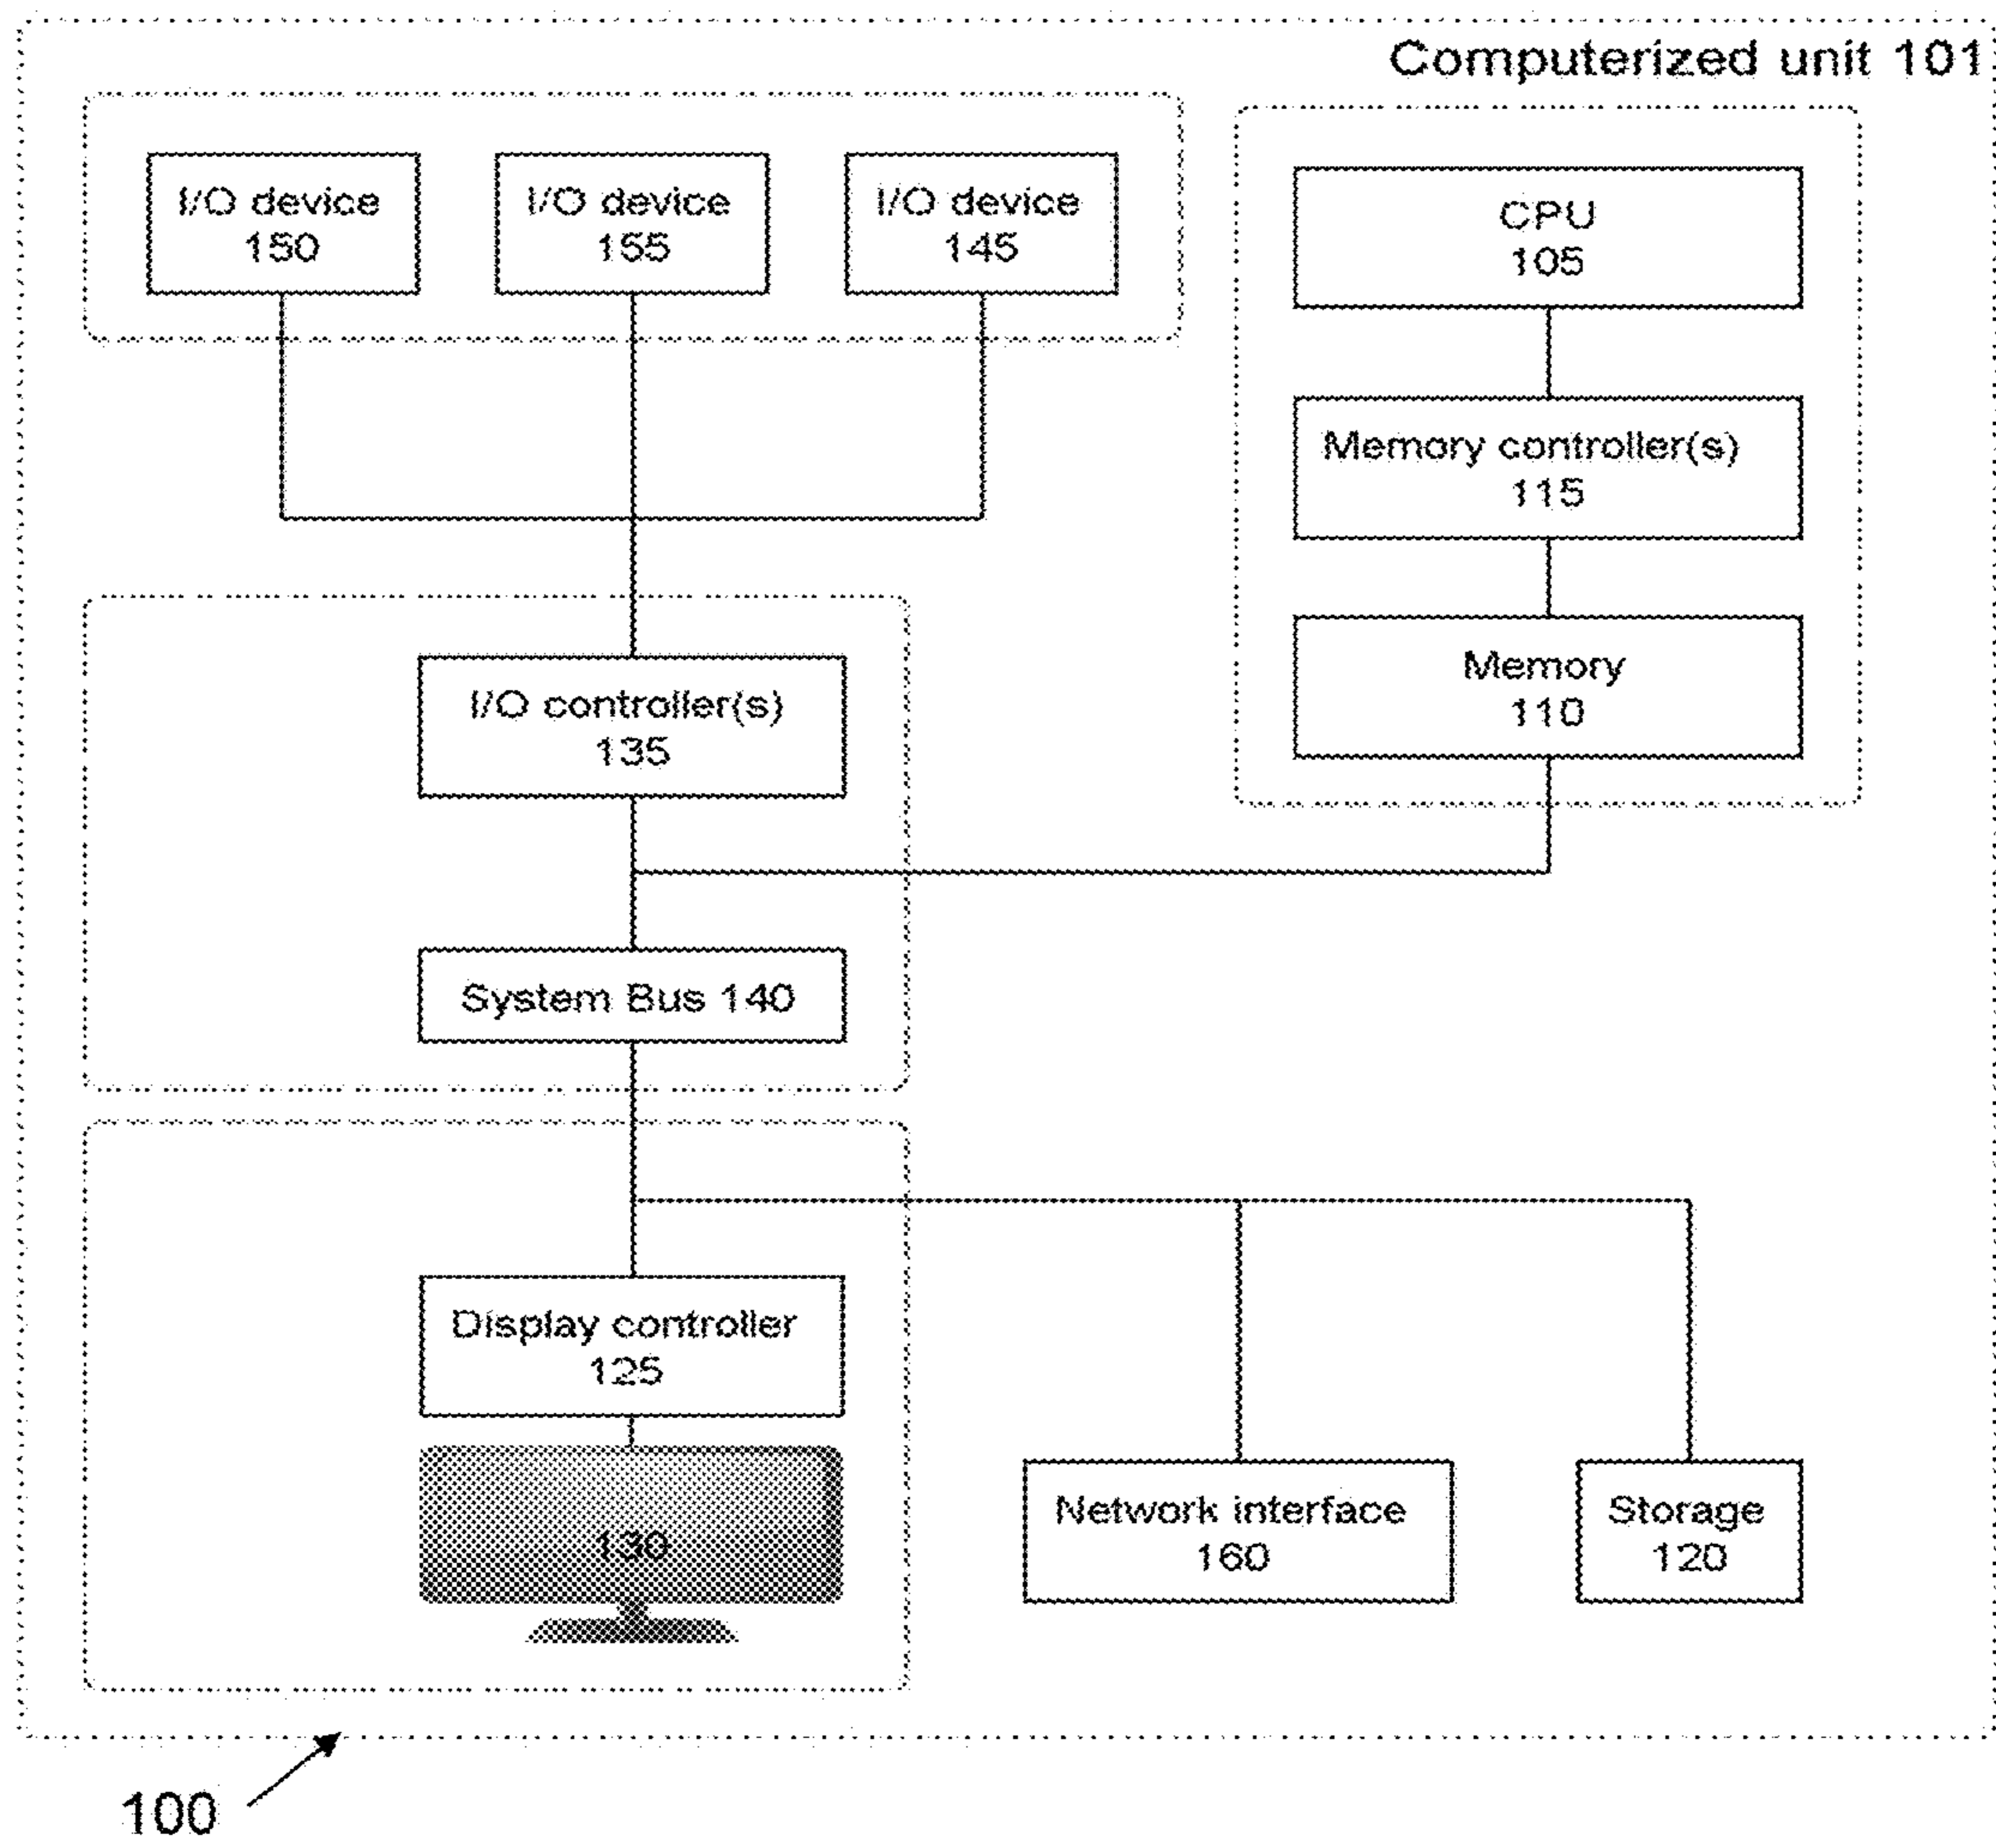 Computerized unit 101
I/O device
150
I/O device
155
I/O device
145
CPU
105
Memory controller(s)
115
Memory
110
I/O controller(s)
135
System Bus 140
Display controller
125
130
Network interface
160
Storage
120
100